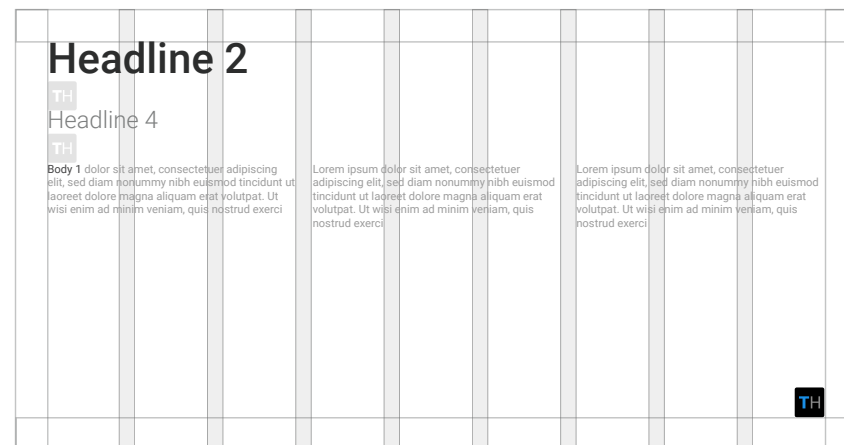 Headline 2
TH
Headline 4
TH
Body 1 dolor sit amet, consectetuer adipiscing
elit, sed diam nonummy nibh euismod tincidunt ut
laoreet dolore magna aliquam erat volutpat. Ut
wisi enim ad minim veniam, quis nostrud exerci
Lorem ipsum dolor sit amet, consectetuer
adipiscing elit, sed diam nonummy nibh euismod
tincidunt ut laoreet dolore magna aliquam erat
volutpat. Ut wisi enim ad minim veniam, quis
nostrud exerci
Lorem ipsum dolor sit amet, consectetuer
adipiscing elit, sed diam nonummy nibh euismod
tincidunt ut laoreet dolore magna aliquam erat
volutpat. Ut wisi enim ad minim veniam, quis
nostrud exerci
TH